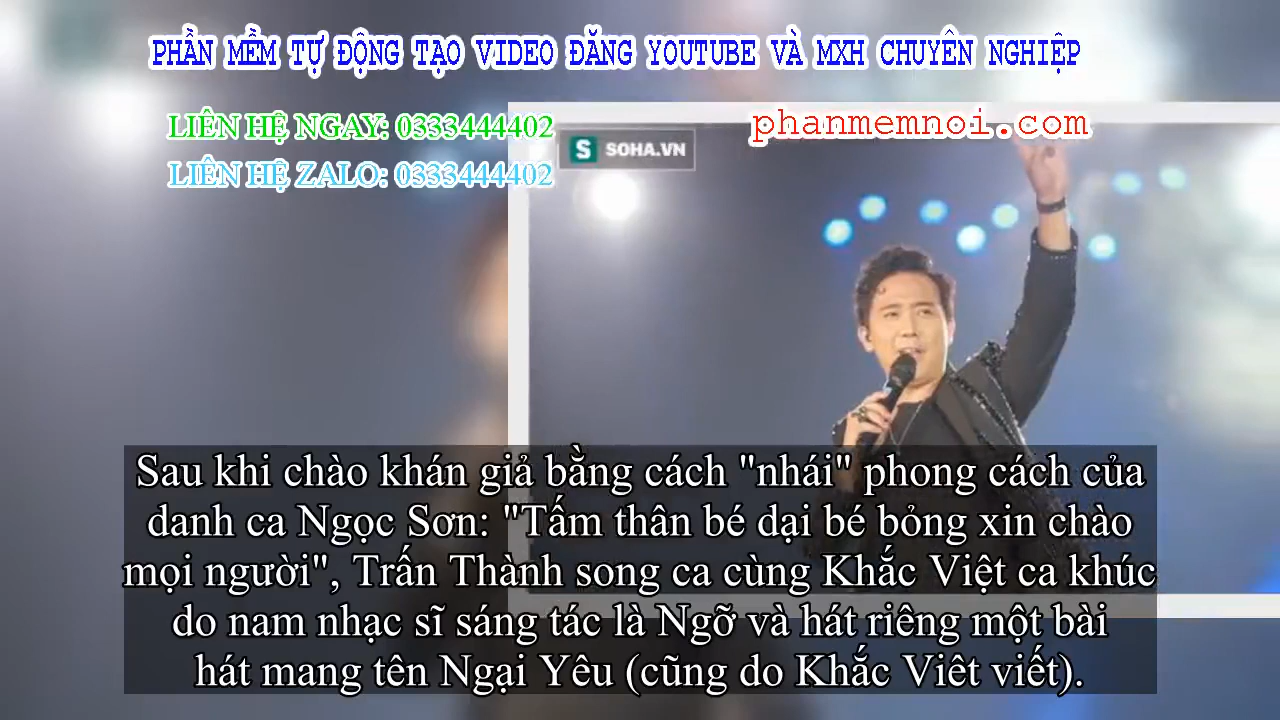 PHẦN MỀM TỰ ĐỘNG TẠO VIDEO ĐĂNG YOUTUBE VÀ MXH CHUYÊN NGHIỆP
LIÊN HỆ NGAY: 0333444402
phanmemnoi.com
S SOHA.VN
LIÊN HỆ ZALO: 0333444402
Sau khi chào khán giả bằng cách "nhái" phong cách của
danh ca Ngọc Sơn: "Tấm thân bé dại bé bỏng xin chào
mọi người", Trấn Thành song ca cùng Khắc Việt ca khúc
do nam nhạc sĩ sáng tác là Ngỡ và hát riêng một bài
hát mang tên Ngại Yêu (cũng do Khắc Viêt viết).